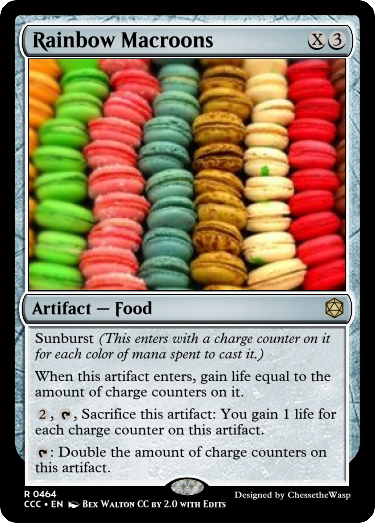 Rainbow Macroons X 3
Artifact — Food
Sunburst (This enters with a charge counter on it
for each color of mana spent to cast it.)
When this artifact enters, gain life equal to the
amount of charge counters on it.
2, , Sacrifice this artifact: You gain 1 life for
each charge counter on this artifact.
: Double the amount of charge counters on
this artifact.
R 0464
CCC • EN Bex Walton CC by 2.0 with Edits
Designed by ChessetheWasp